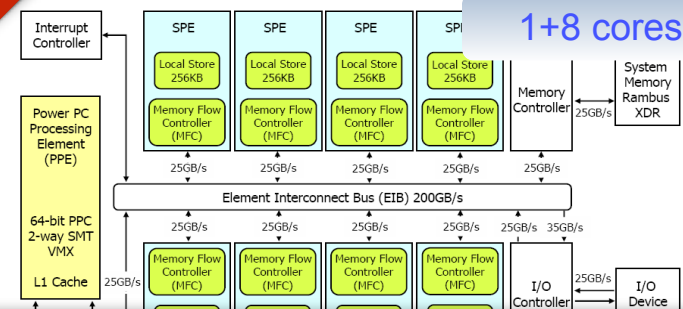 1+8 cores
Interrupt
Controller
SPE
SPE
SPE
Local Store
256KB
Local Store
256KB
Local Store
256KB
Local Store
256KB
Memory Flow
Controller
(MFC)
Memory Flow
Controller
(MFC)
Memory Flow
Controller
(MFC)
Memory Flow
Controller
(MFC)
Memory
Controller
System
Memory
Rambus
XDR
25GB/s
Power PC
Processing
Element
(PPE)
64-bit PPC
2-way SMT
VMX
L1 Cache
25GB/s
25GB/s
25GB/s
25GB/s
25GB/s
Element Interconnect Bus (EIB) 200GB/s
25GB/s
25GB/s
25GB/s
25GB/s
25GB/s
35GB/s
25GB/s
Memory Flow
Controller
(MFC)
Memory Flow
Controller
(MFC)
Memory Flow
Controller
(MFC)
Memory Flow
Controller
(MFC)
I/O
Controller
25GB/s
I/O
Device